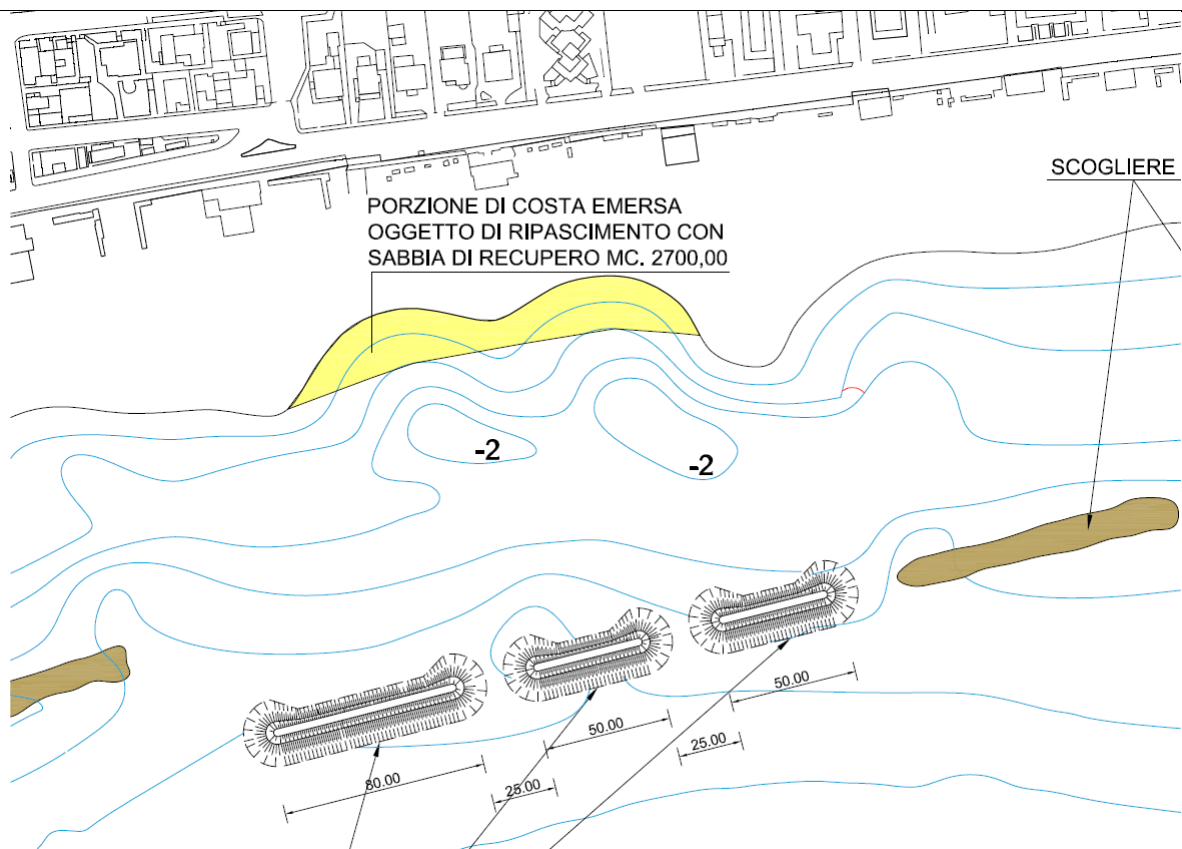 PORZIONE DI COSTA EMERSA
OGGETTO DI RIPASCIMENTO CON
SABBIA DI RECUPERO MC. 2700,00
SCOGLIERE
-2
-2
50.00
50.00
25.00
80.00
25.00